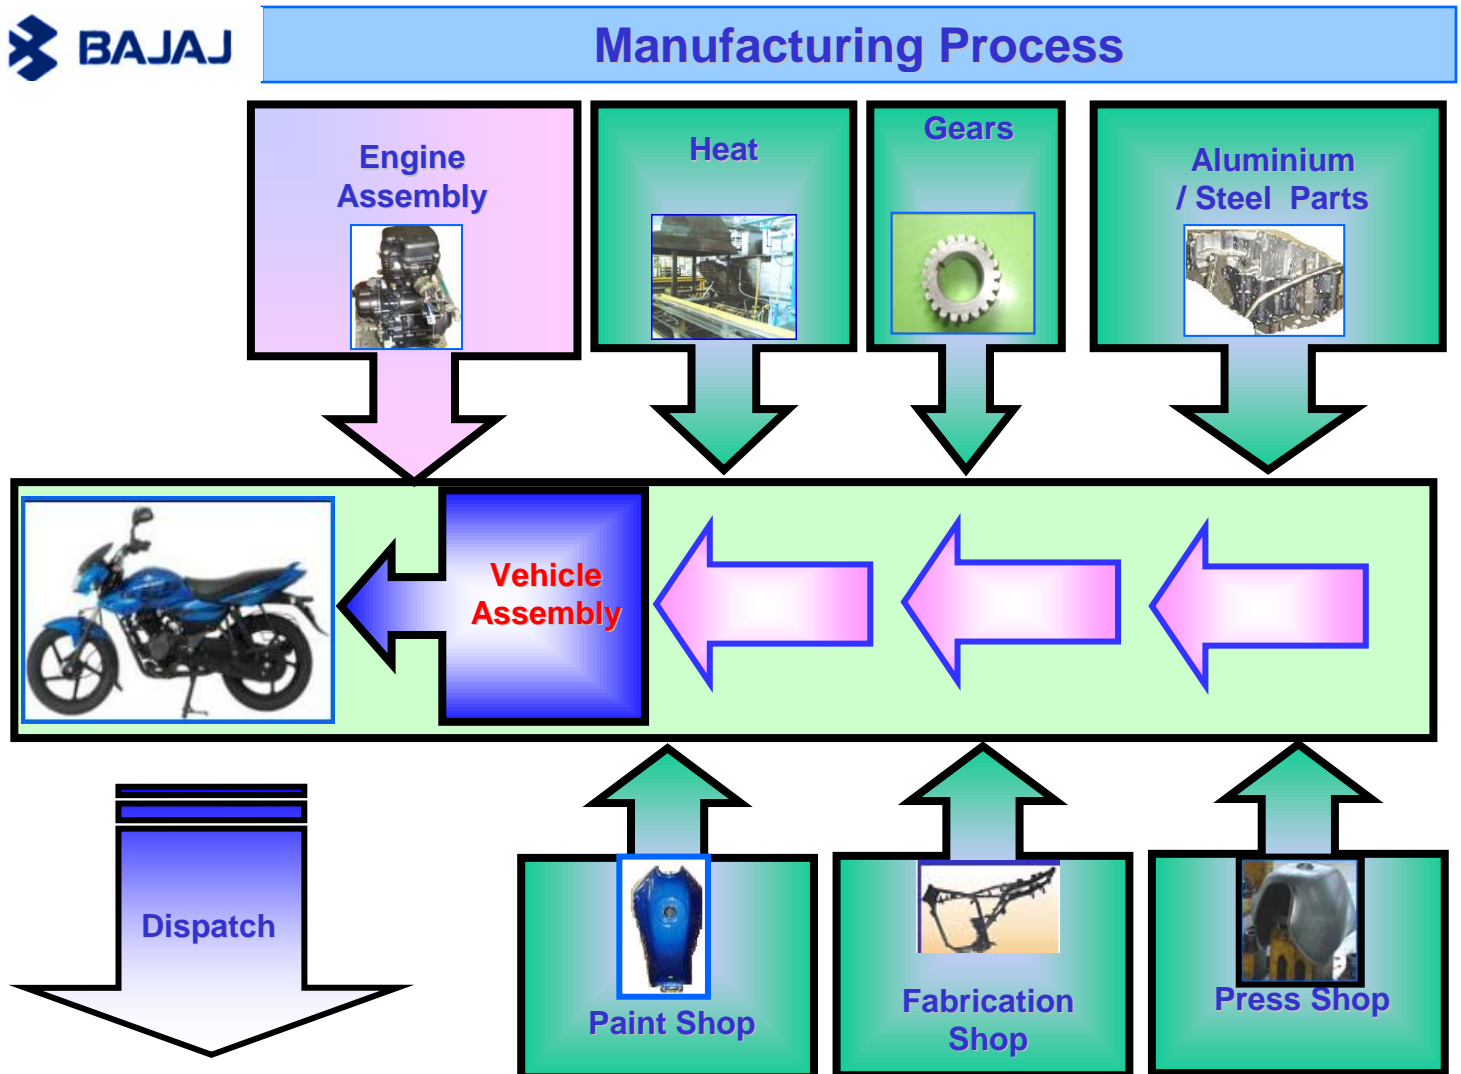 BAJAJ
Manufacturing Process
Engine
Assembly
Heat
Gears
Aluminium
/ Steel Parts
Vehicle
Assembly
Dispatch
Paint Shop
Fabrication
Shop
Press Shop